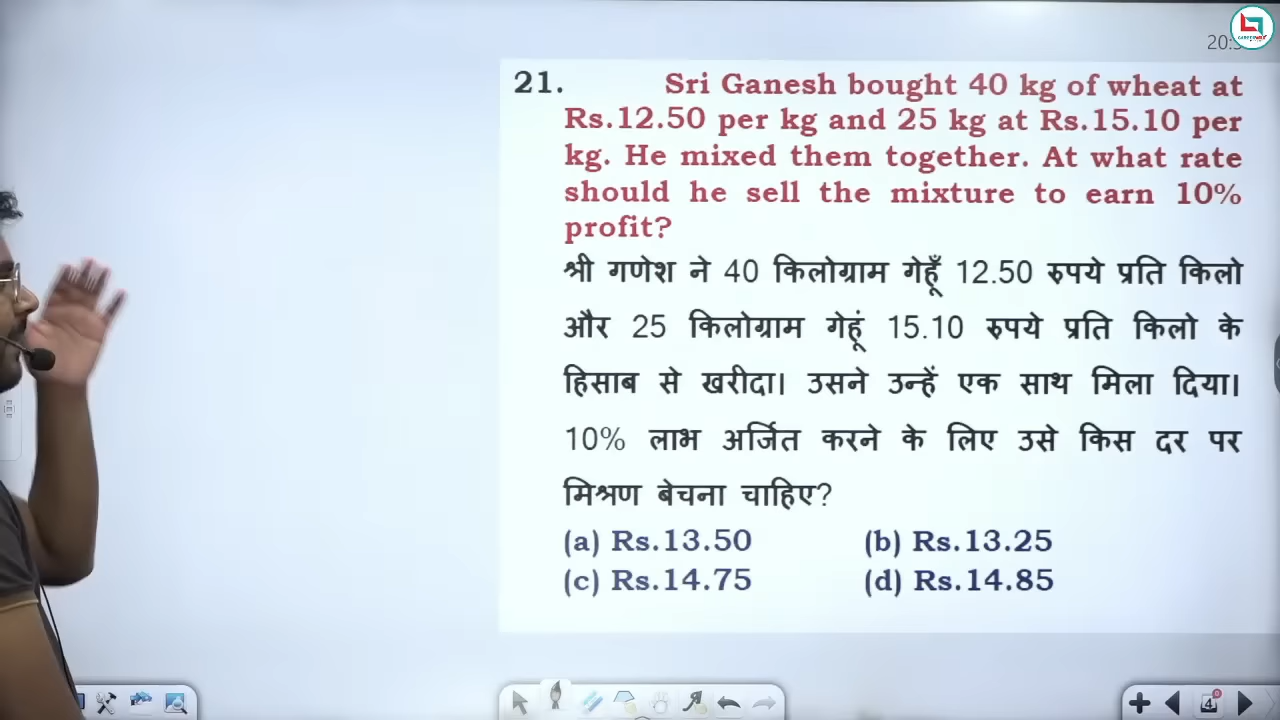 21. Sri Ganesh bought 40 kg of wheat at
Rs.12.50 per kg and 25 kg at Rs.15.10 per
kg. He mixed them together. At what rate
should he sell the mixture to earn 10%
profit?
श्री गणेश ने 40 किलोग्राम गेहूँ 12.50 रुपये प्रति किलो
और 25 किलोग्राम गेहूं 15.10 रुपये प्रति किलो के
हिसाब से खरीदा। उसने उन्हें एक साथ मिला दिया।
10% लाभ अर्जित करने के लिए उसे किस दर पर
मिश्रण बेचना चाहिए?
(a) Rs.13.50 (b) Rs.13.25
(c) Rs.14.75 (d) Rs.14.85
4